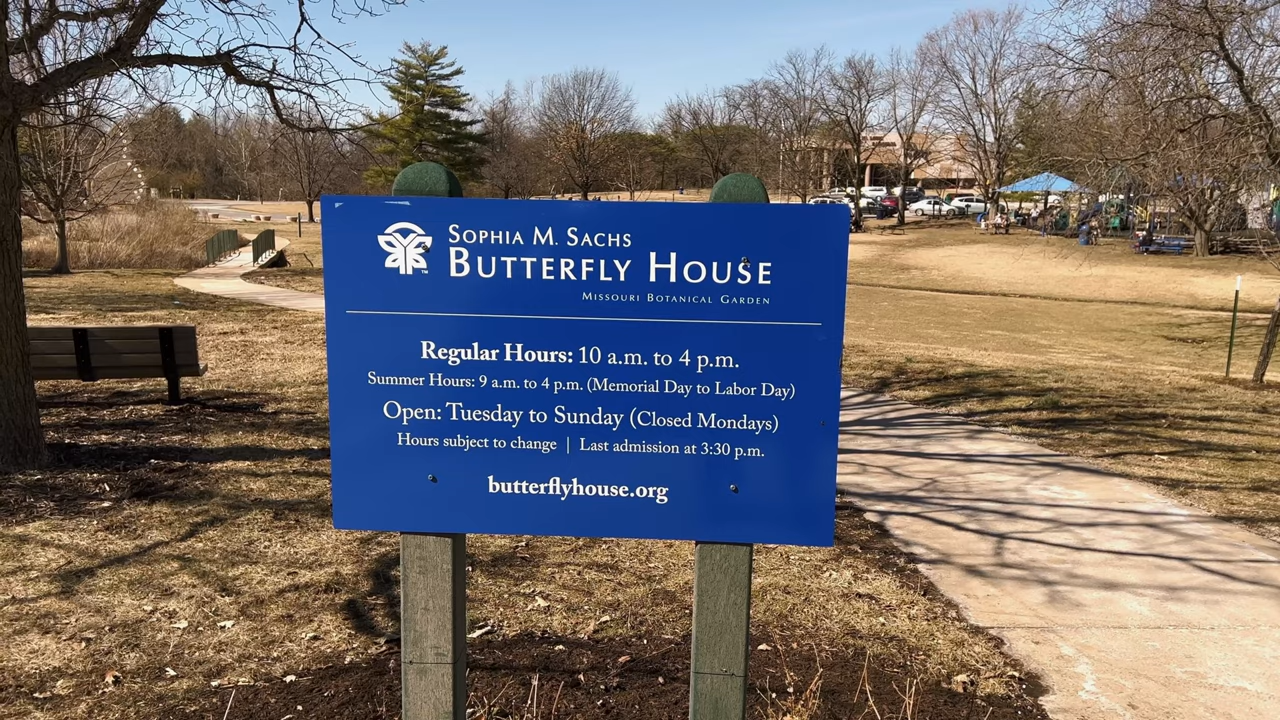 SOPHIA M. SACHS
BUTTERFLY HOUSE
MISSOURI BOTANICAL GARDEN
Regular Hours: 10 a.m. to 4 p.m.
Summer Hours: 9 a.m. to 4 p.m. (Memorial Day to Labor Day)
Open: Tuesday to Sunday (Closed Mondays)
Hours subject to change | Last admission at 3:30 p.m.
butterflyhouse.org